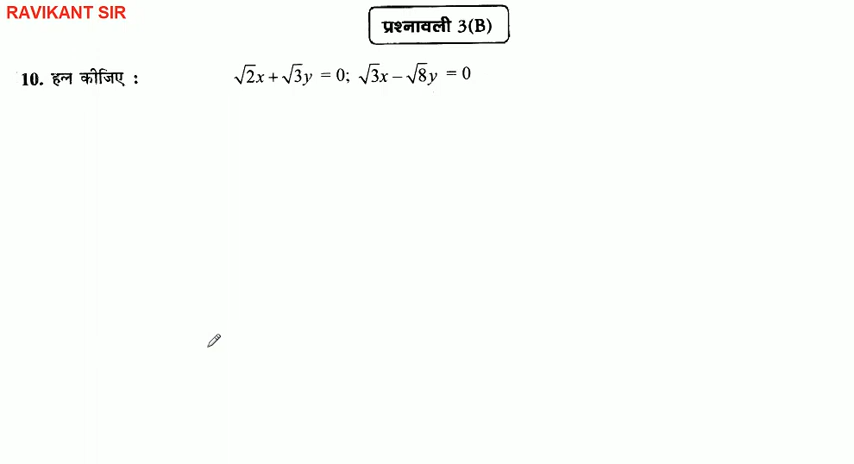 RAVIKANT SIR
प्रश्नावली 3(B)
10. हल कीजिए : √2x + √3y = 0; √3x – √8y = 0